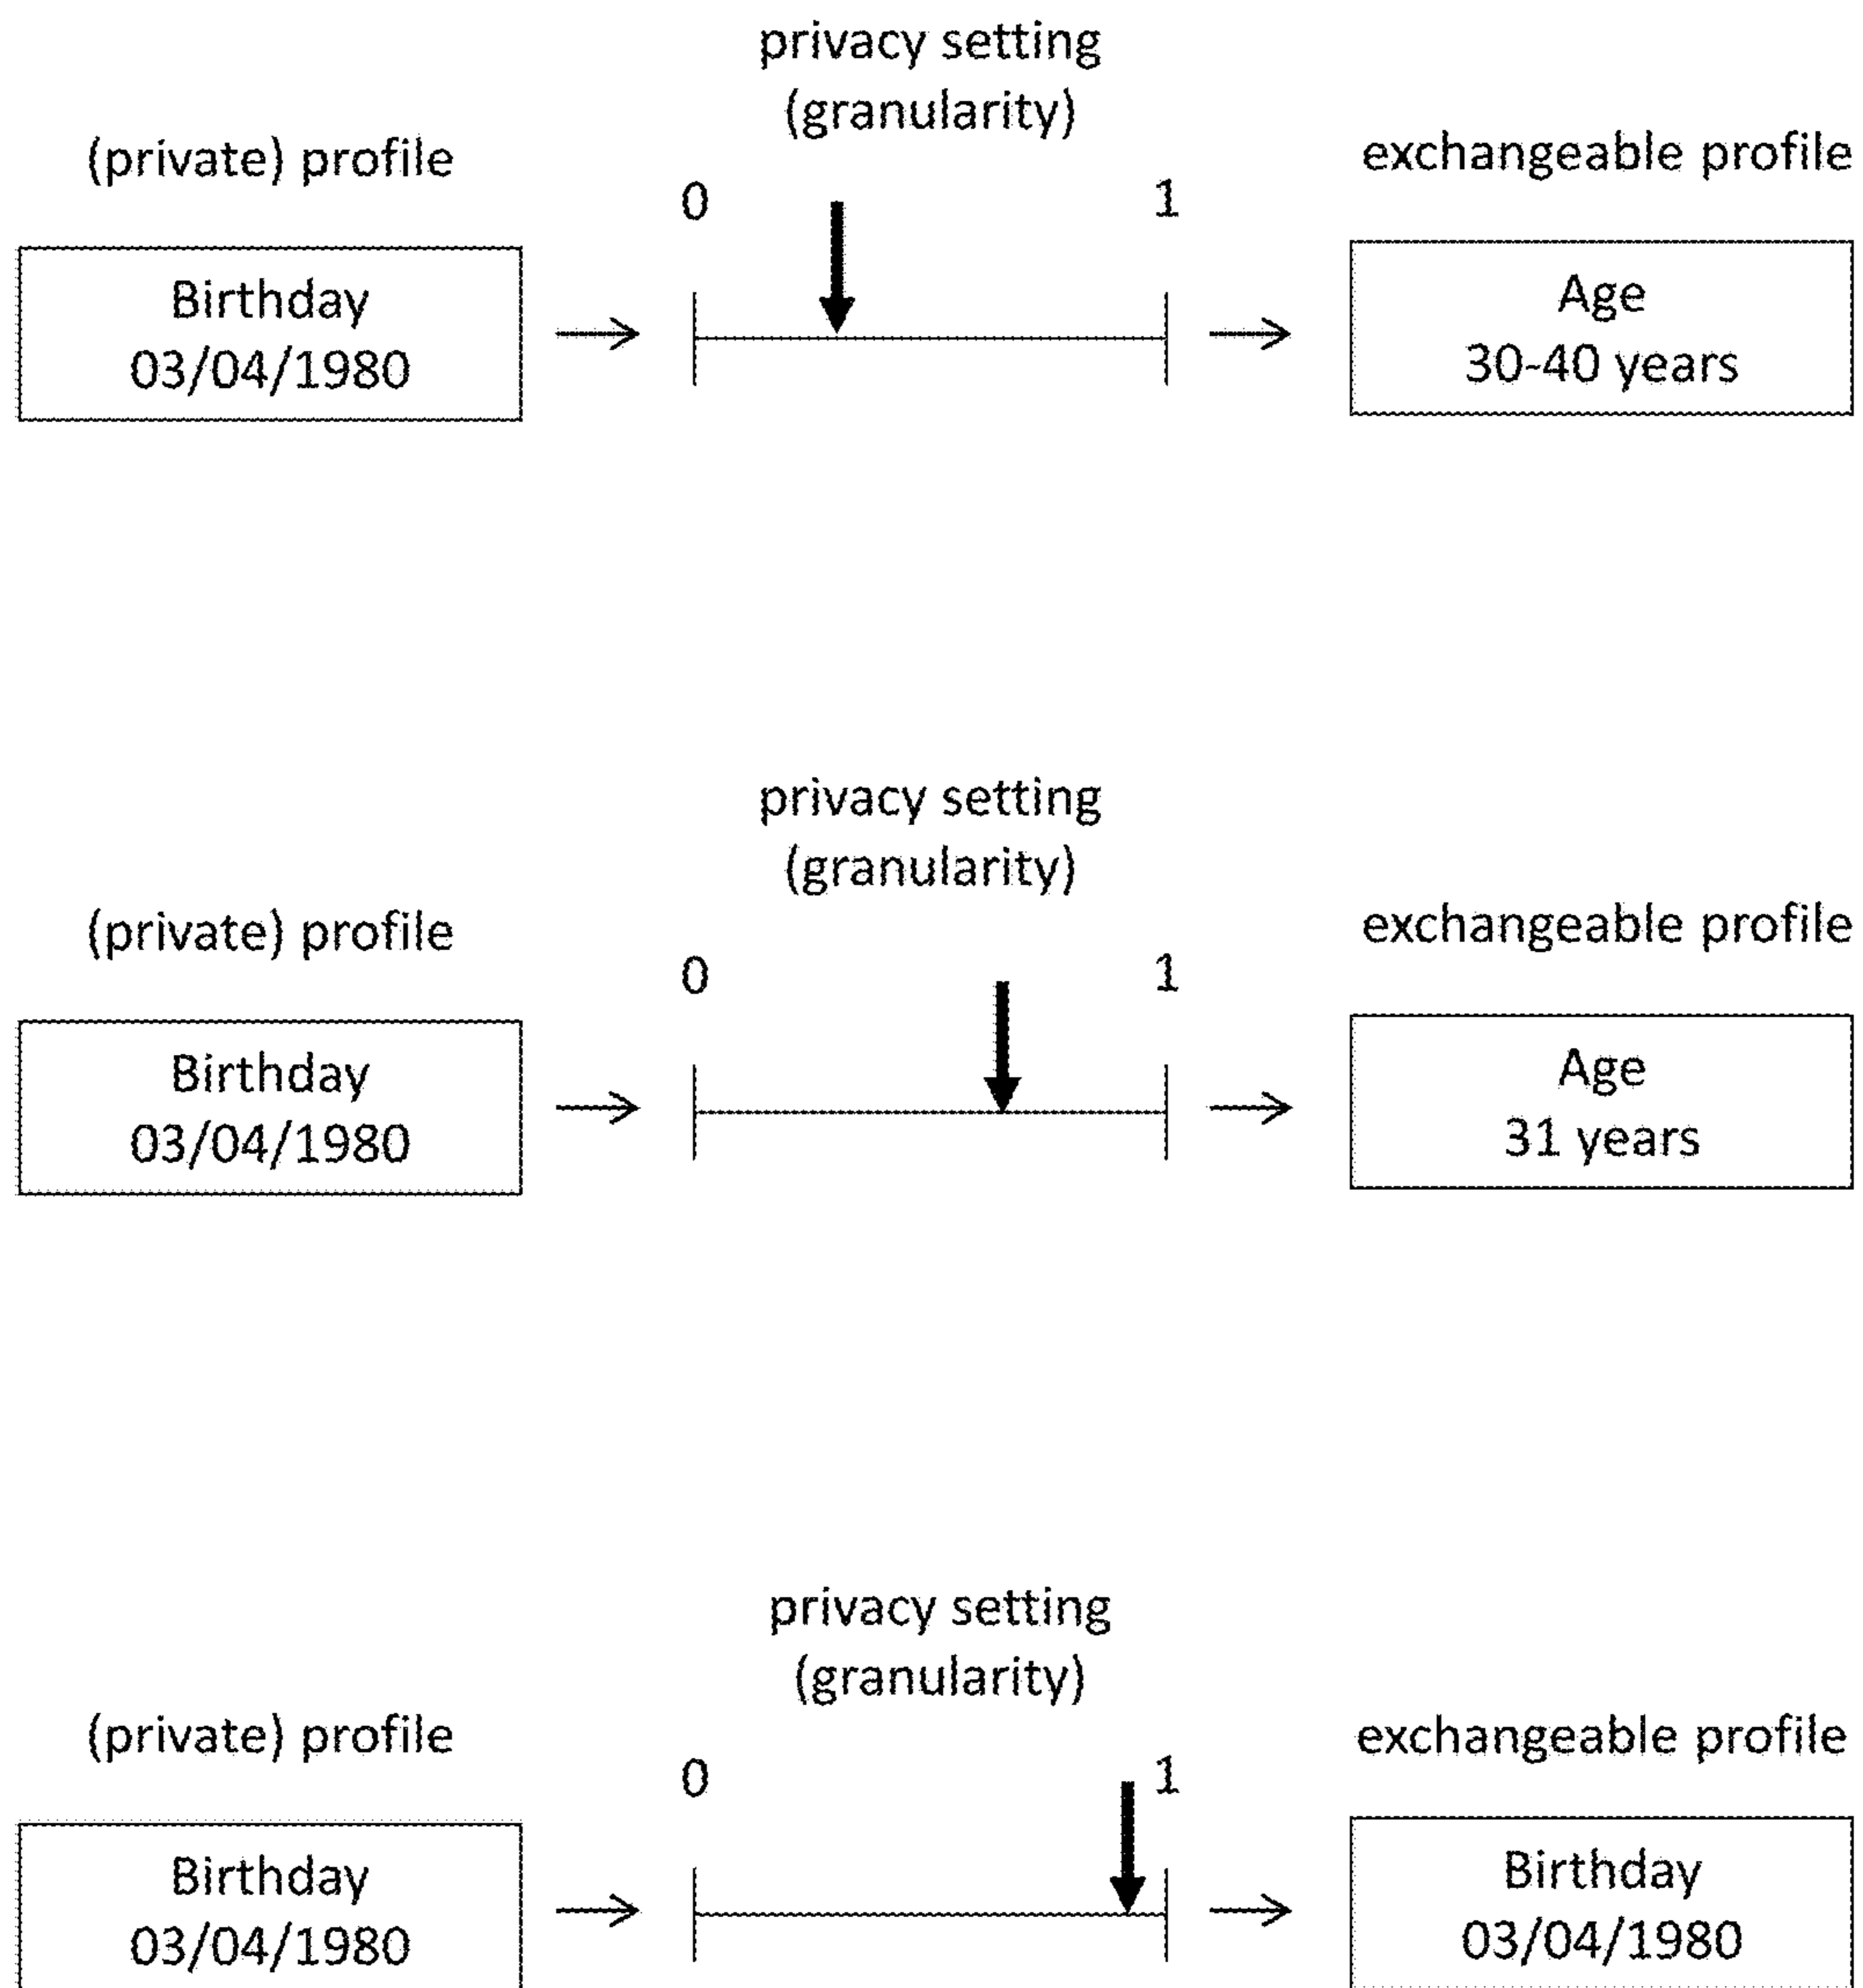 privacy setting
(granularity)
(private) profile
exchangeable profile
0
1
Birthday
03/04/1980
Age
30-40 years
privacy setting
(granularity)
(private) profile
exchangeable profile
0
1
Birthday
03/04/1980
Age
31 years
privacy setting
(granularity)
(private) profile
exchangeable profile
0
1
Birthday
03/04/1980
Birthday
03/04/1980